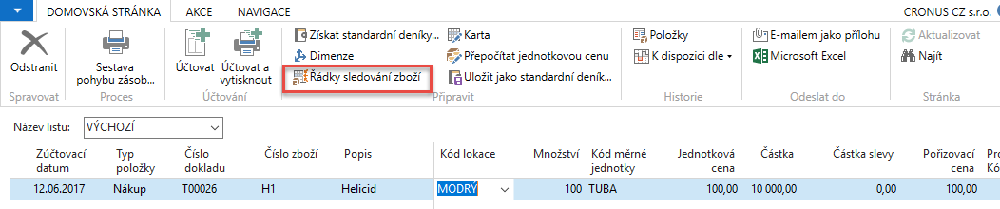 DOMOVSKÁ STRÁNKA AKCE NAVIGACE CRONUS CZ s.r.o.
Odstranit
Spravovat
Sestava pohybu zásob...
Proces
Účtovat
Účtovat a vytisknout
Účtování
Získat standardní deníky...
Dimenze
Řádky sledování zboží
Karta
Přepočítat jednotkovou cenu
Uložit jako standardní deník...
Připravit
Položky
K dispozici dle
Historie
E-mailem jako přílohu
Microsoft Excel
Odeslat do
Aktualizovat
Najít
Stránka
Název listu: VÝCHOZÍ
Zúčtovací datum Typ položky Číslo dokladu Číslo zboží Popis Kód lokace Množství Kód měrné jednotky Jednotková cena Částka Částka slevy Pořizovací cena Pro Kó
12.06.2017 Nákup T00026 H1 Helicid MODRÝ 100 TUBA 100,00 10 000,00 0,00 100,00